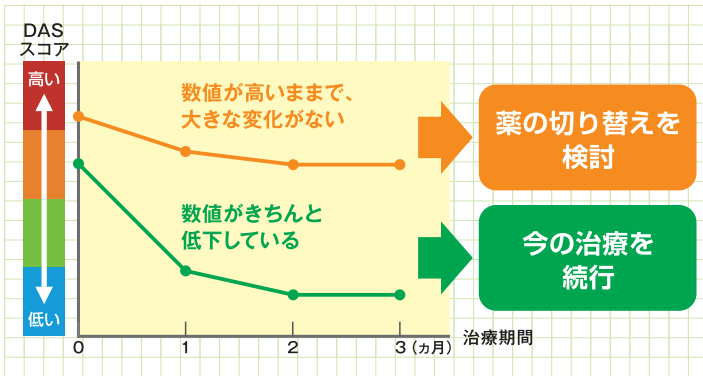 DAS
スコア
高い
低い
数値が高いままで、
大きな変化がない
数値がきちんと
低下している
薬の切り替えを
検討
今の治療を
続行
0 1 2 3（ヵ月） 治療期間